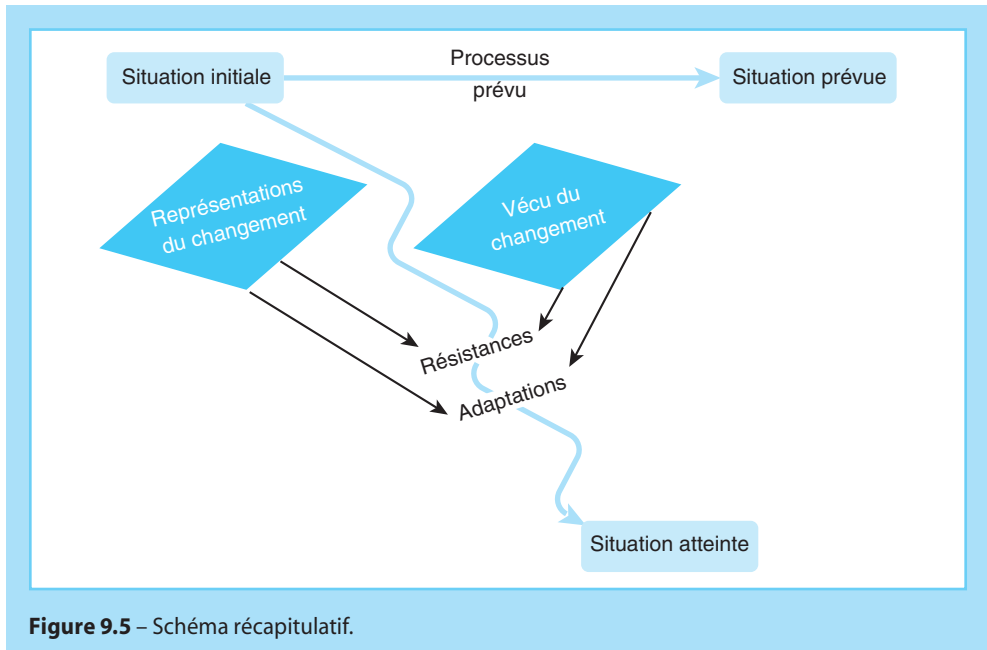 Situation initiale
Processus
prévu
Situation prévue
Représentations
du changement
Vécu du
changement
Résistances
Adaptations
Situation atteinte
Figure 9.5 – Schéma récapitulatif.